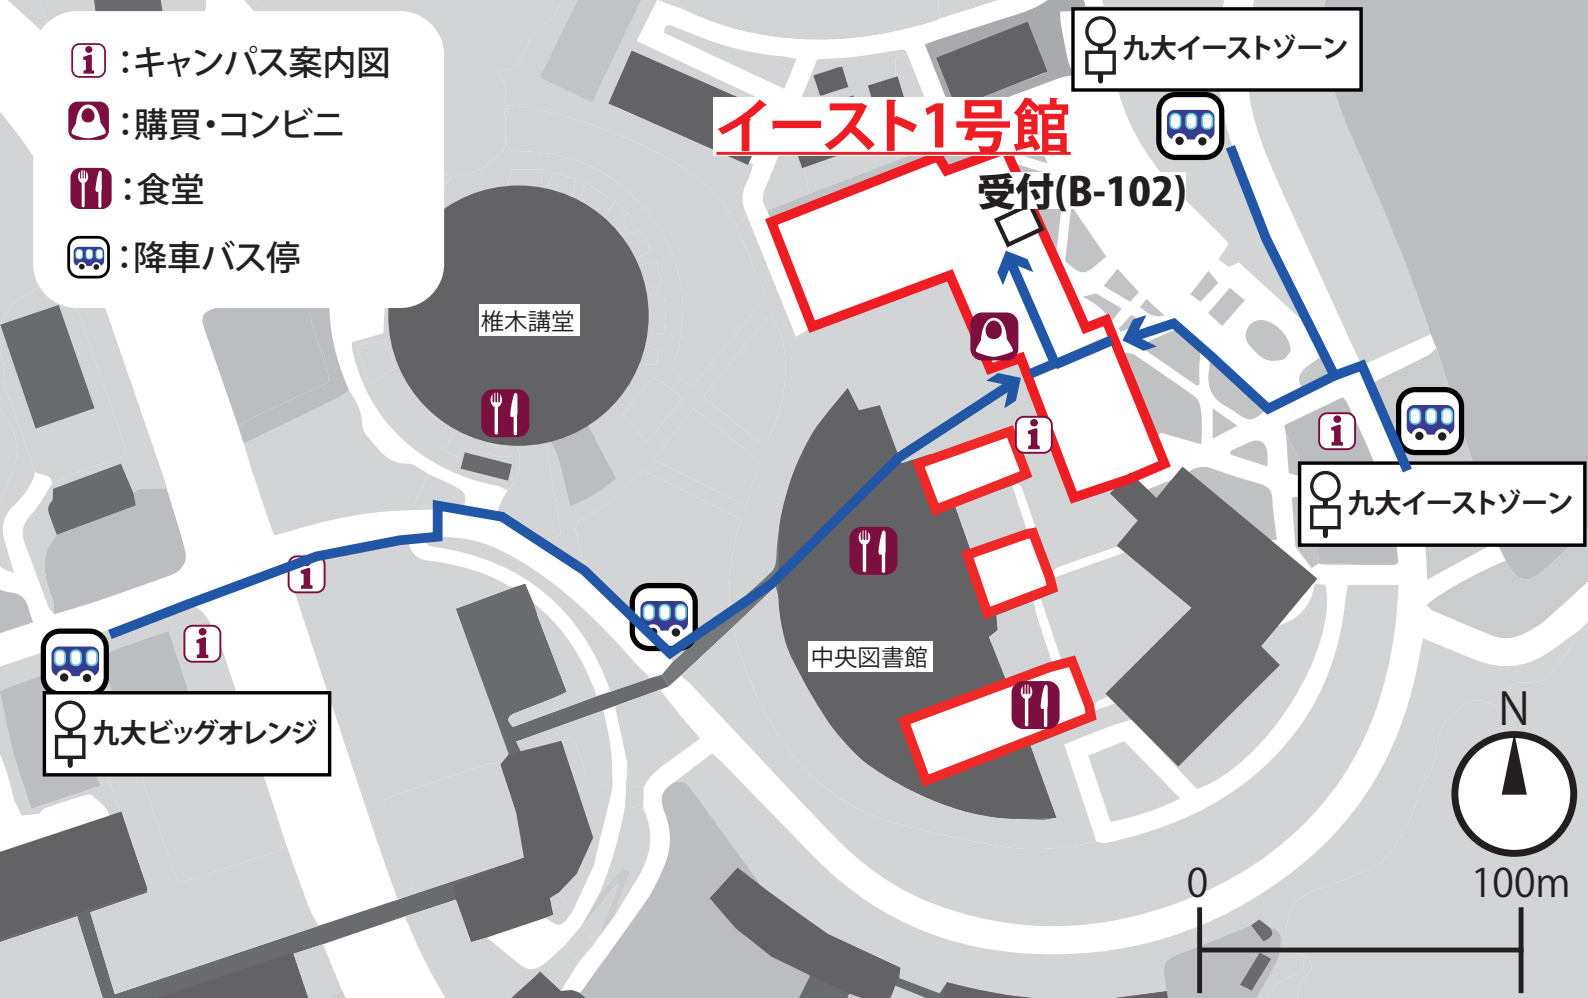 :キャンパス案内図
:購買・コンビニ
:食堂
:降車バス停
九大イーストゾーン
イースト1号館
受付(B-102)
椎木講堂
九大イーストゾーン
中央図書館
九大ビッグオレンジ
N
0
100m